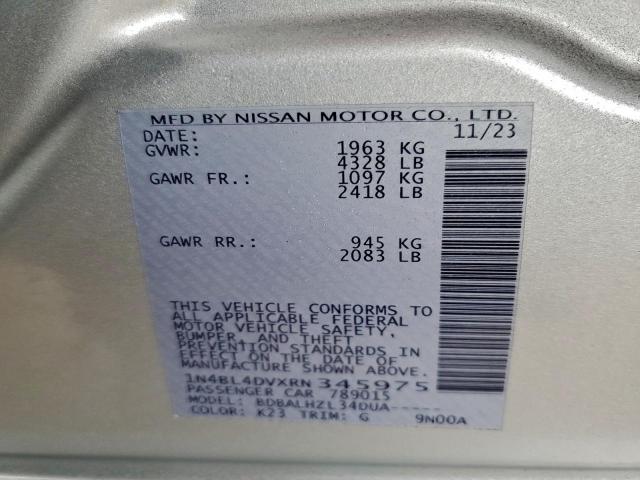 MFD BY NISSAN MOTOR CO., LTD.
DATE: 11/23
GVWR: 1963 KG
4328 LB
GAWR FR.: 1097 KG
2418 LB
GAWR RR.: 945 KG
2083 LB
THIS VEHICLE CONFORMS TO
ALL APPLICABLE FEDERAL
MOTOR VEHICLE SAFETY,
BUMPER, AND THEFT
PREVENTION STANDARDS IN
EFFECT ON THE DATE OF
MANUFACTURE SHOWN ABOVE.
1N4BL4DVXRN345975
PASSENGER CAR 789015
MODEL: BDBALHZL34DUA-----
COLOR: K23 TRIM: G 9N00A